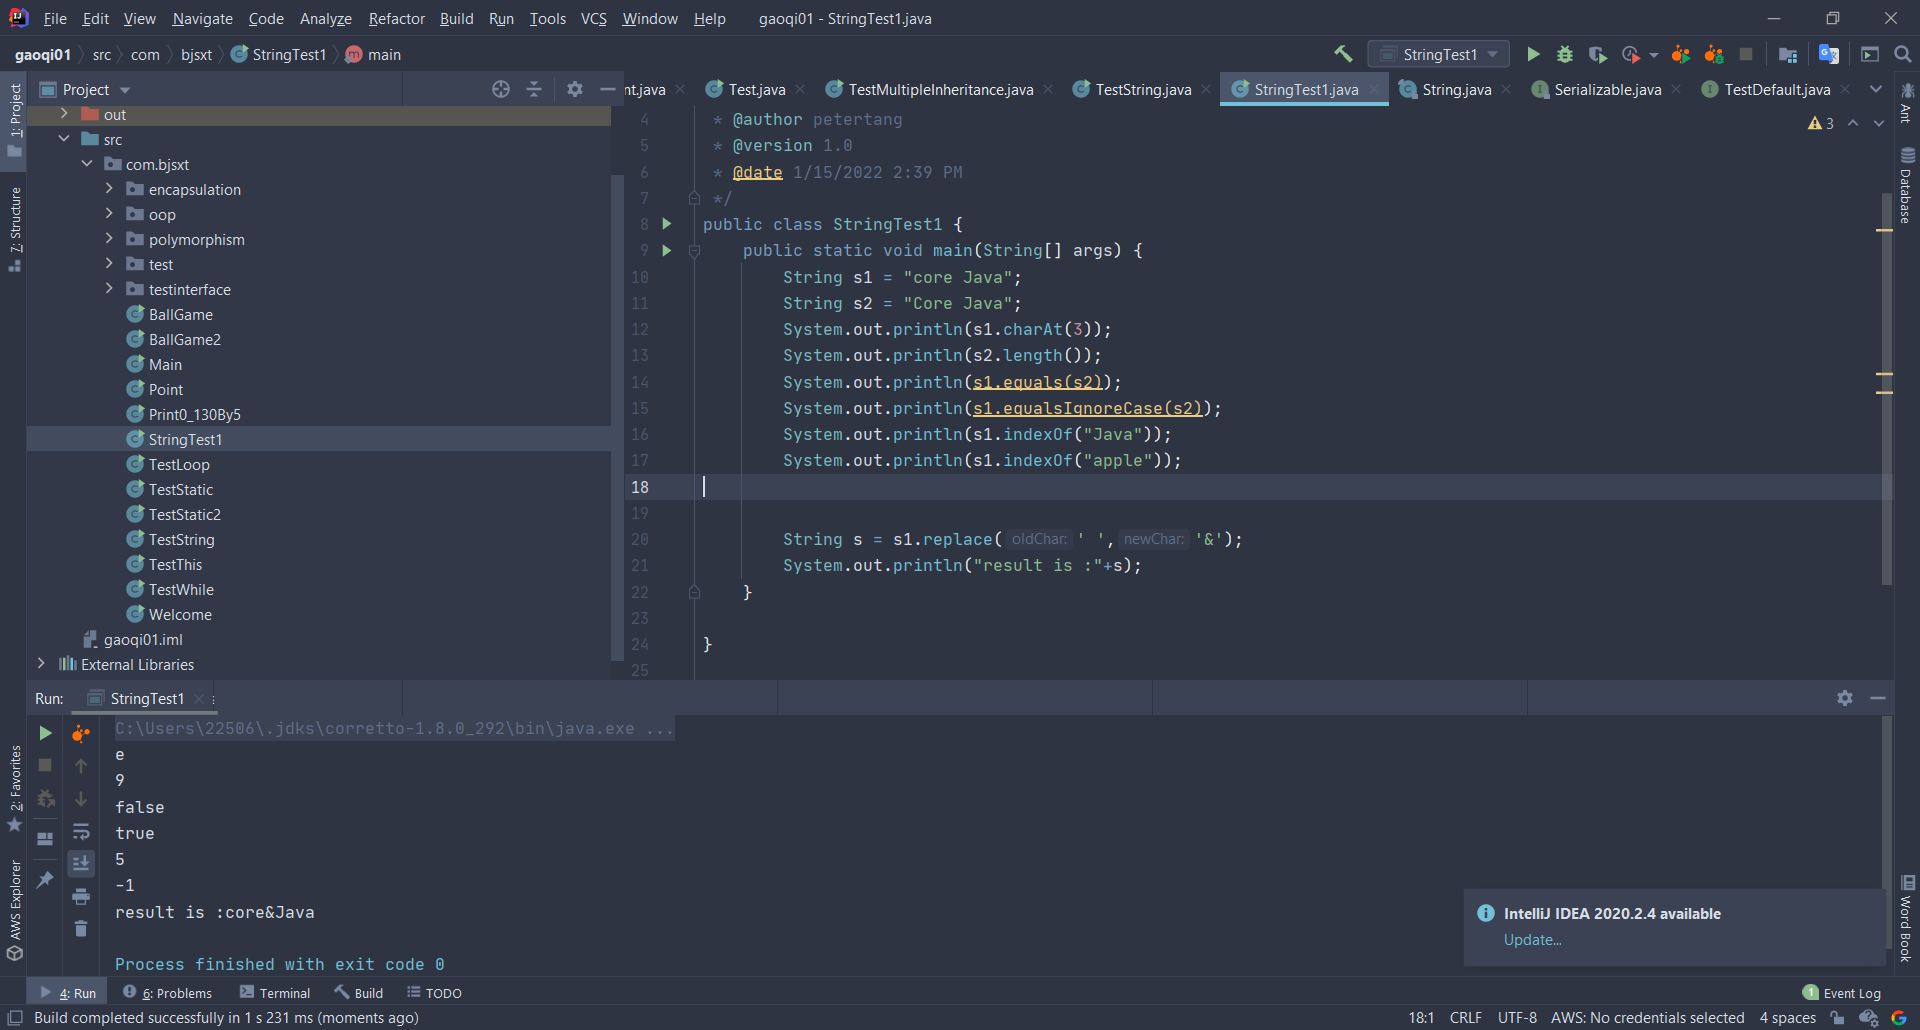 File Edit View Navigate Code Analyze Refactor Build Run Tools VCS Window Help gaoqi01 - StringTest1.java
gaoqi01 src com bjsxt StringTest1 main
StringTest1
1: Project
7: Structure
2: Favorites
AWS Explorer
Project
out
src
com.bjsxt
encapsulation
oop
polymorphism
test
testinterface
BallGame
BallGame2
Main
Point
Print0_130By5
StringTest1
TestLoop
TestStatic
TestStatic2
TestString
TestThis
TestWhile
Welcome
gaoqi01.iml
External Libraries
nt.java Test.java TestMultipleInheritance.java TestString.java StringTest1.java String.java Serializable.java TestDefault.java
3
4 * @author petertang
5 * @version 1.0
6 * @date 1/15/2022 2:39 PM
7 */
8 public class StringTest1 {
9 public static void main(String[] args) {
10 String s1 = "core Java";
11 String s2 = "Core Java";
12 System.out.println(s1.charAt(3));
13 System.out.println(s2.length());
14 System.out.println(s1.equals(s2));
15 System.out.println(s1.equalsIgnoreCase(s2));
16 System.out.println(s1.indexOf("Java"));
17 System.out.println(s1.indexOf("apple"));
18
19
20 String s = s1.replace( oldChar: ' ', newChar: '&');
21 System.out.println("result is :"+s);
22 }
23
24 }
25
Ant
Database
Word Book
Run: StringTest1
C:\Users\22506\.jdks\corretto-1.8.0_292\bin\java.exe ...
e
9
false
true
5
-1
result is :core&Java
Process finished with exit code 0
IntelliJ IDEA 2020.2.4 available
Update...
4: Run 6: Problems Terminal Build TODO
1 Event Log
Build completed successfully in 1 s 231 ms (moments ago)
18:1 CRLF UTF-8 AWS: No credentials selected 4 spaces